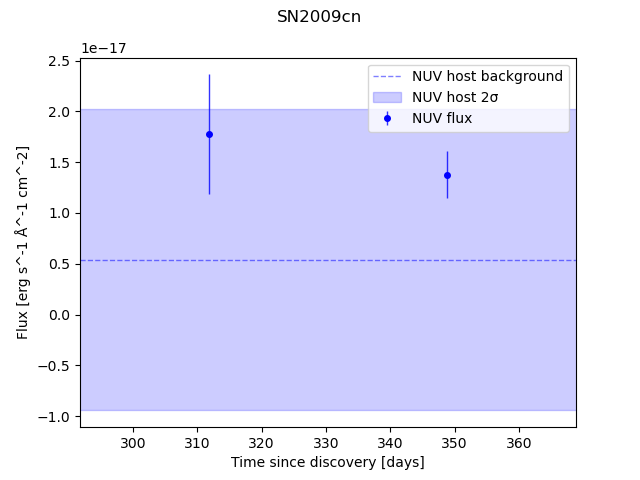 SN2009cn
1e−17
2.5
2.0
1.5
1.0
0.5
0.0
−0.5
−1.0
Flux [erg s^-1 Å^-1 cm^-2]
NUV host background
NUV host 2σ
NUV flux
300
310
320
330
340
350
360
Time since discovery [days]